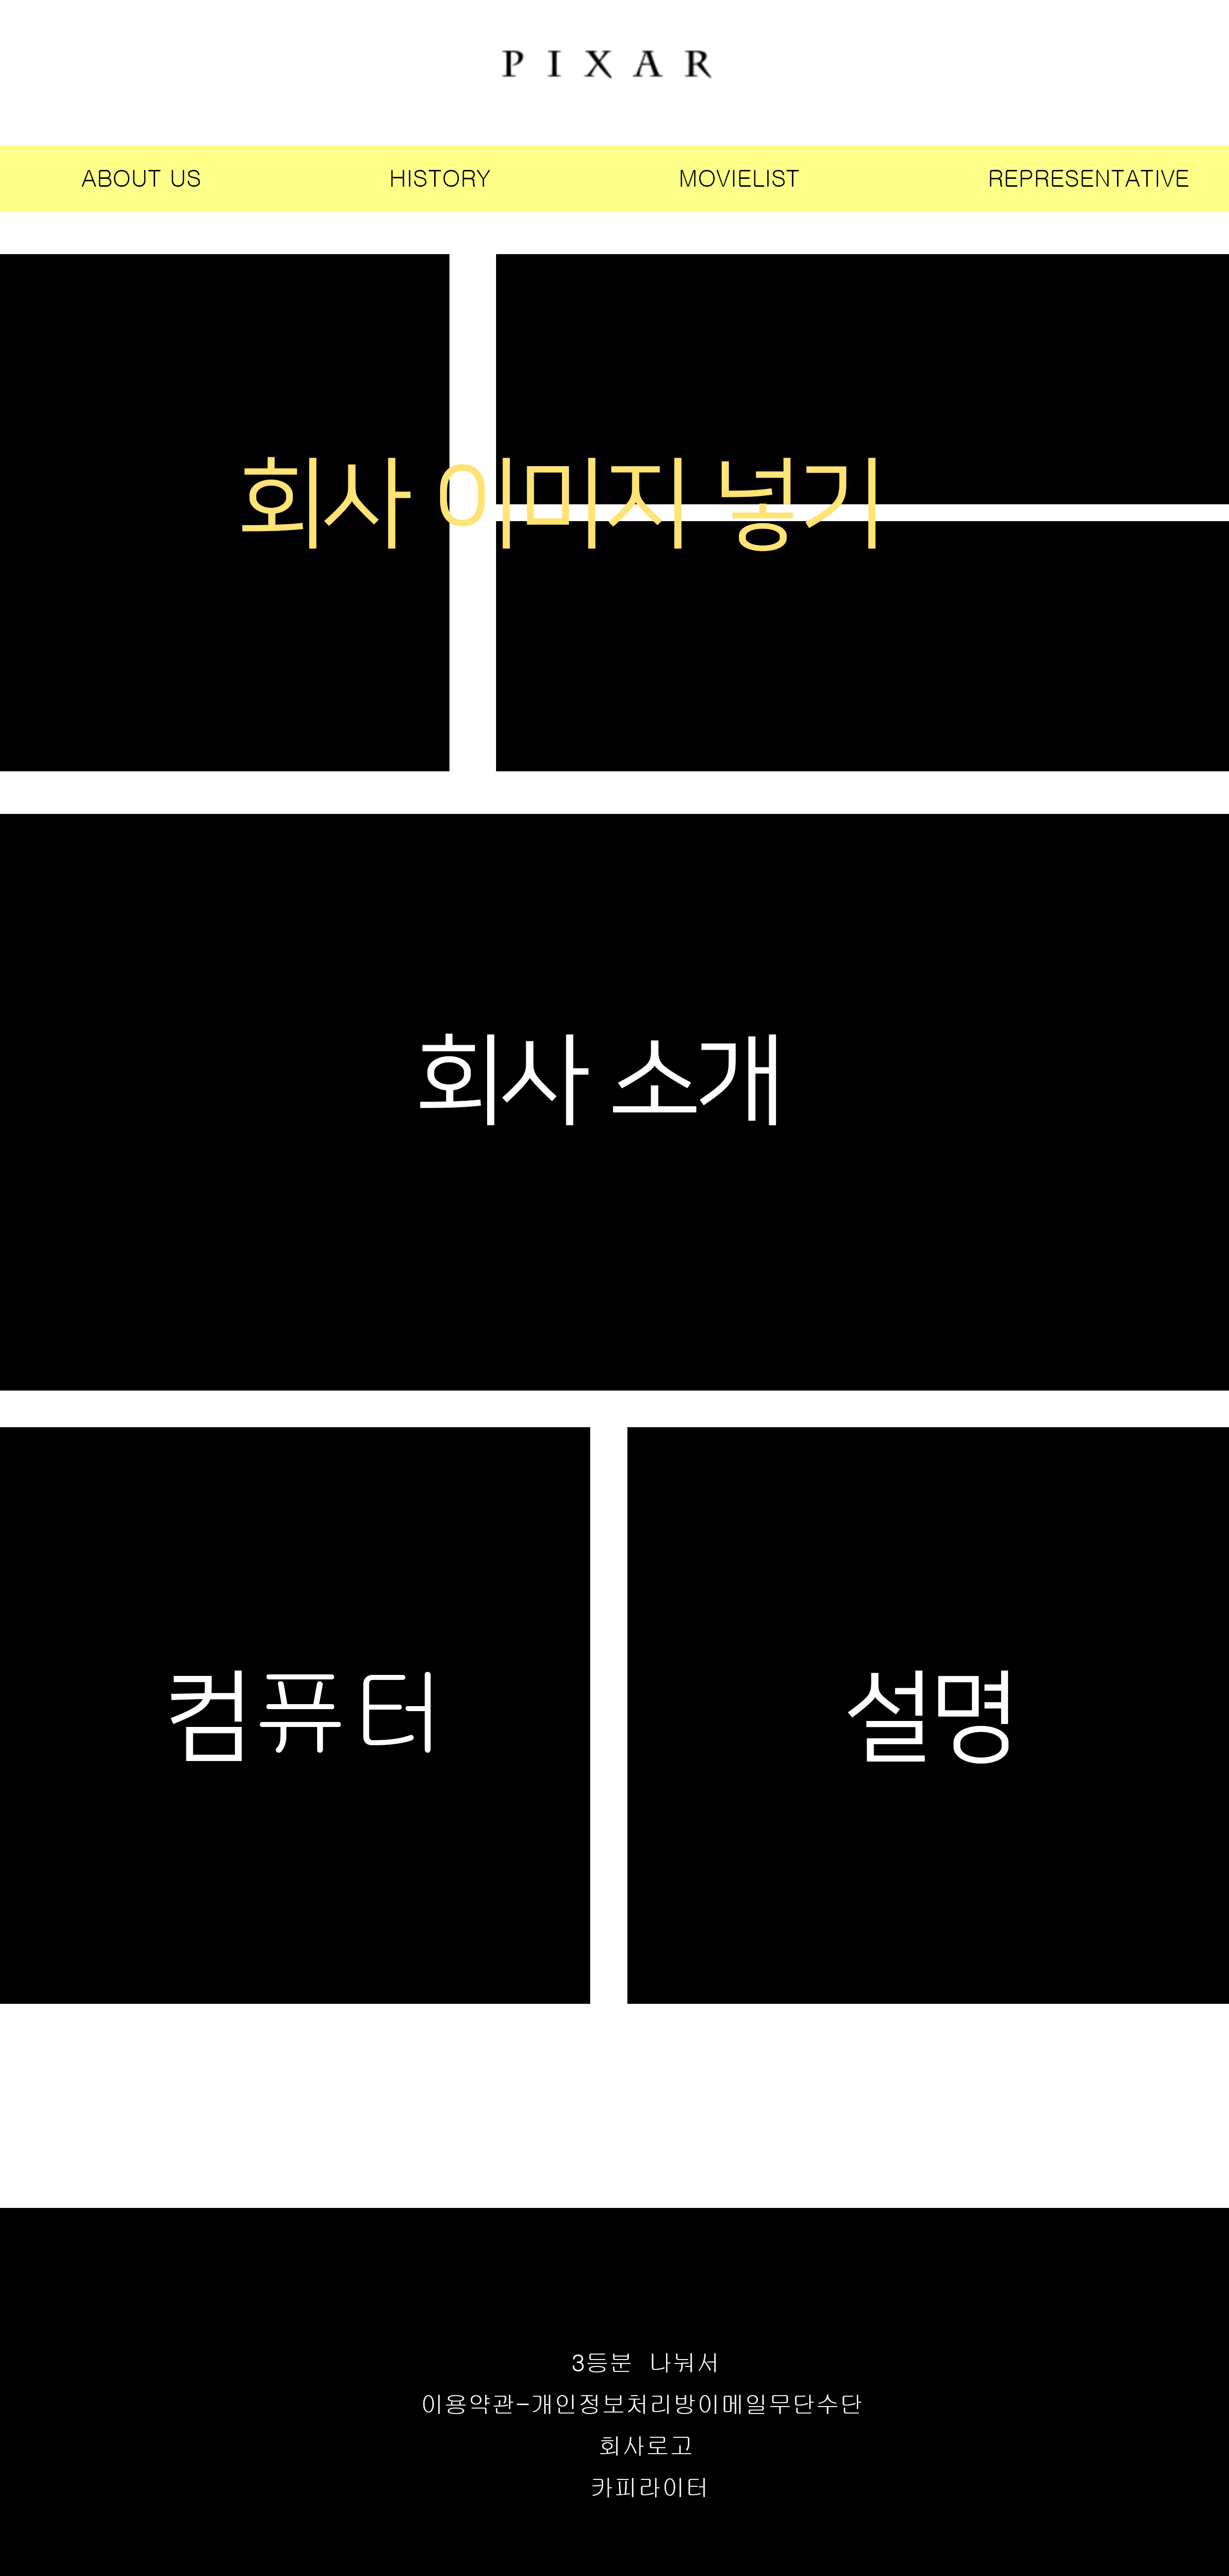 PIXAR
ABOUT US HISTORY MOVIELIST REPRESENTATIVE
회사 이미지 넣기
회사 소개
컴퓨터 설명
3등분 나눠서
이용약관-개인정보처리방이메일무단수단
회사로고
카피라이터